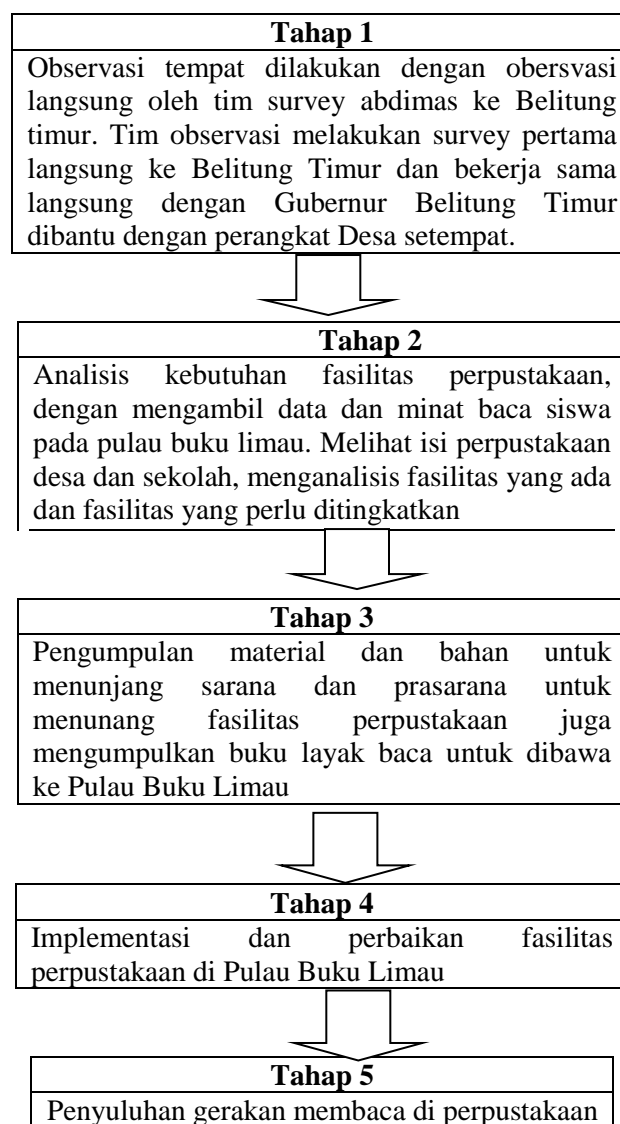 Tahap 1
Observasi tempat dilakukan dengan obersvasi
langsung oleh tim survey abdimas ke Belitung
timur. Tim observasi melakukan survey pertama
langsung ke Belitung Timur dan bekerja sama
langsung dengan Gubernur Belitung Timur
dibantu dengan perangkat Desa setempat.
Tahap 2
Analisis kebutuhan fasilitas perpustakaan,
dengan mengambil data dan minat baca siswa
pada pulau buku limau. Melihat isi perpustakaan
desa dan sekolah, menganalisis fasilitas yang ada
dan fasilitas yang perlu ditingkatkan
Tahap 3
Pengumpulan material dan bahan untuk
menunjang sarana dan prasarana untuk
menunang fasilitas perpustakaan juga
mengumpulkan buku layak baca untuk dibawa
ke Pulau Buku Limau
Tahap 4
Implementasi dan perbaikan fasilitas
perpustakaan di Pulau Buku Limau
Tahap 5
Penyuluhan gerakan membaca di perpustakaan